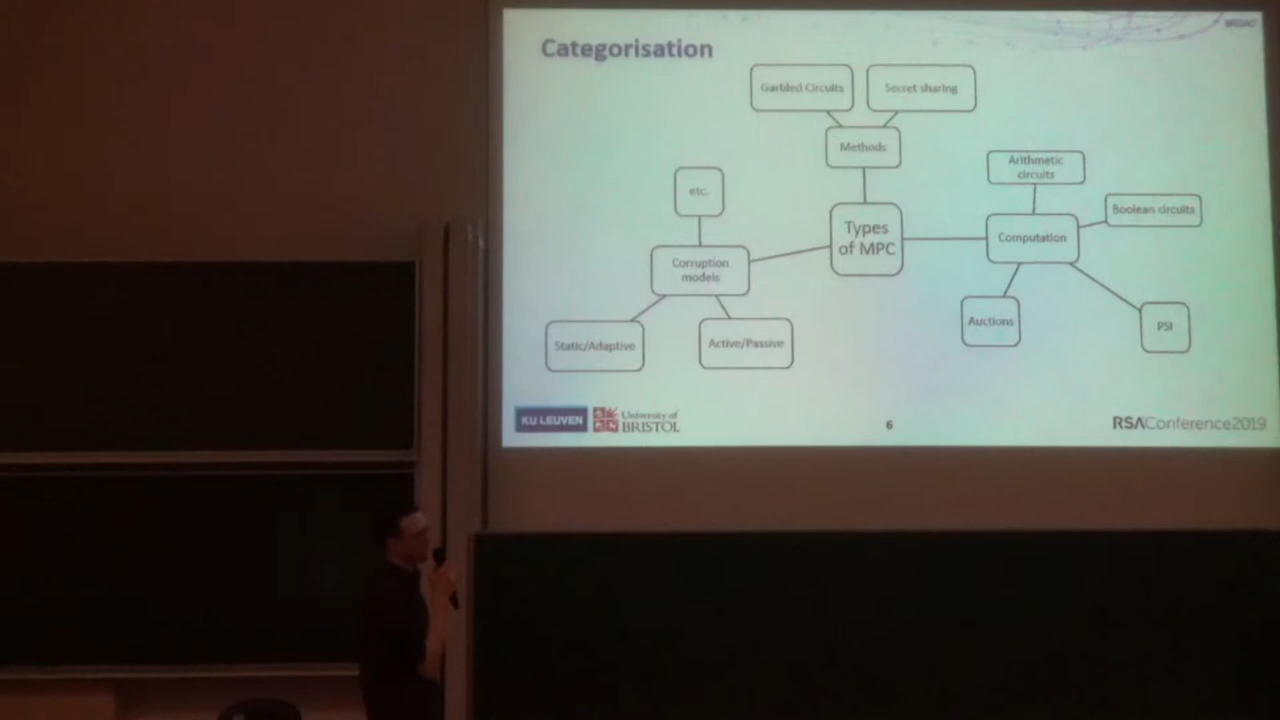 Categorisation
Garbled Circuits
Secret sharing
Methods
Arithmetic
circuits
etc.
Boolean circuits
Types
of MPC
Computation
Corruption
models
Auctions
PSI
Static/Adaptive
Active/Passive
KU LEUVEN
University of
BRISTOL
6
RSAConference2019